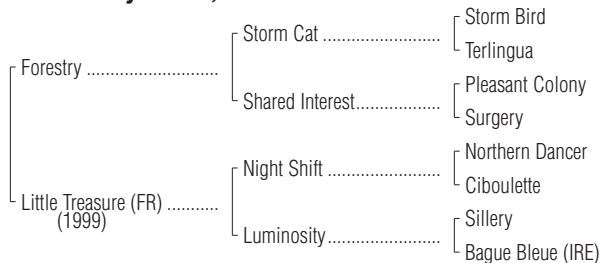 Storm Bird
Storm Cat ........................
Terlingua
Forestry ...........................
Pleasant Colony
Shared Interest..................
Surgery
Northern Dancer
Night Shift .......................
Ciboulette
Little Treasure (FR) ...........
(1999)
Sillery
Luminosity.......................
Bague Bleue (IRE)